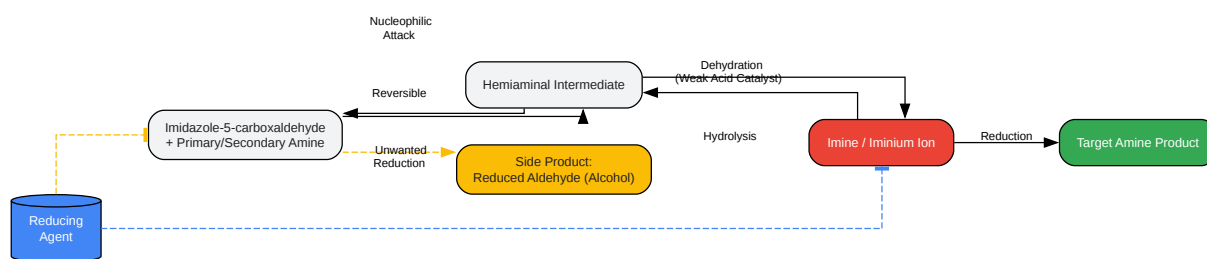 Nucleophilic
Attack
Hemiaminal Intermediate
Dehydration
(Weak Acid Catalyst)
Reversible
Imidazole-5-carboxaldehyde
+ Primary/Secondary Amine
Hydrolysis
Imine / Iminium Ion
Reduction
Target Amine Product
Unwanted
Reduction
Side Product:
Reduced Aldehyde (Alcohol)
Reducing
Agent